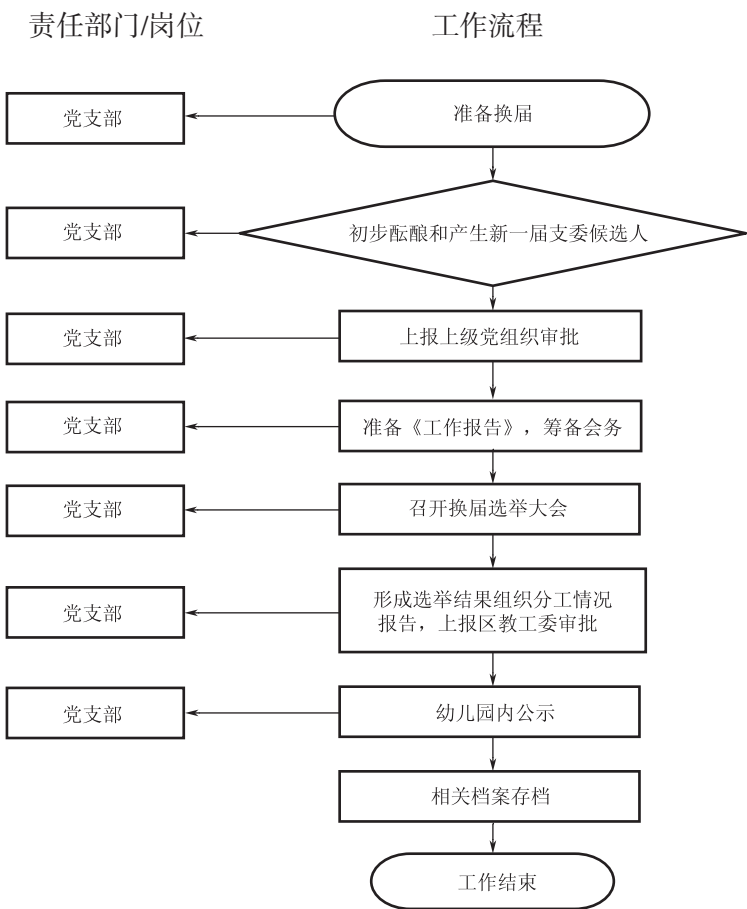 责任部门/岗位
工作流程
党支部
准备换届
党支部
初步酝酿和产生新一届支委候选人
党支部
上报上级党组织审批
党支部
准备《工作报告》，筹备会务
党支部
召开换届选举大会
党支部
形成选举结果组织分工情况
报告，上报区教工委审批
党支部
幼儿园内公示
相关档案存档
工作结束